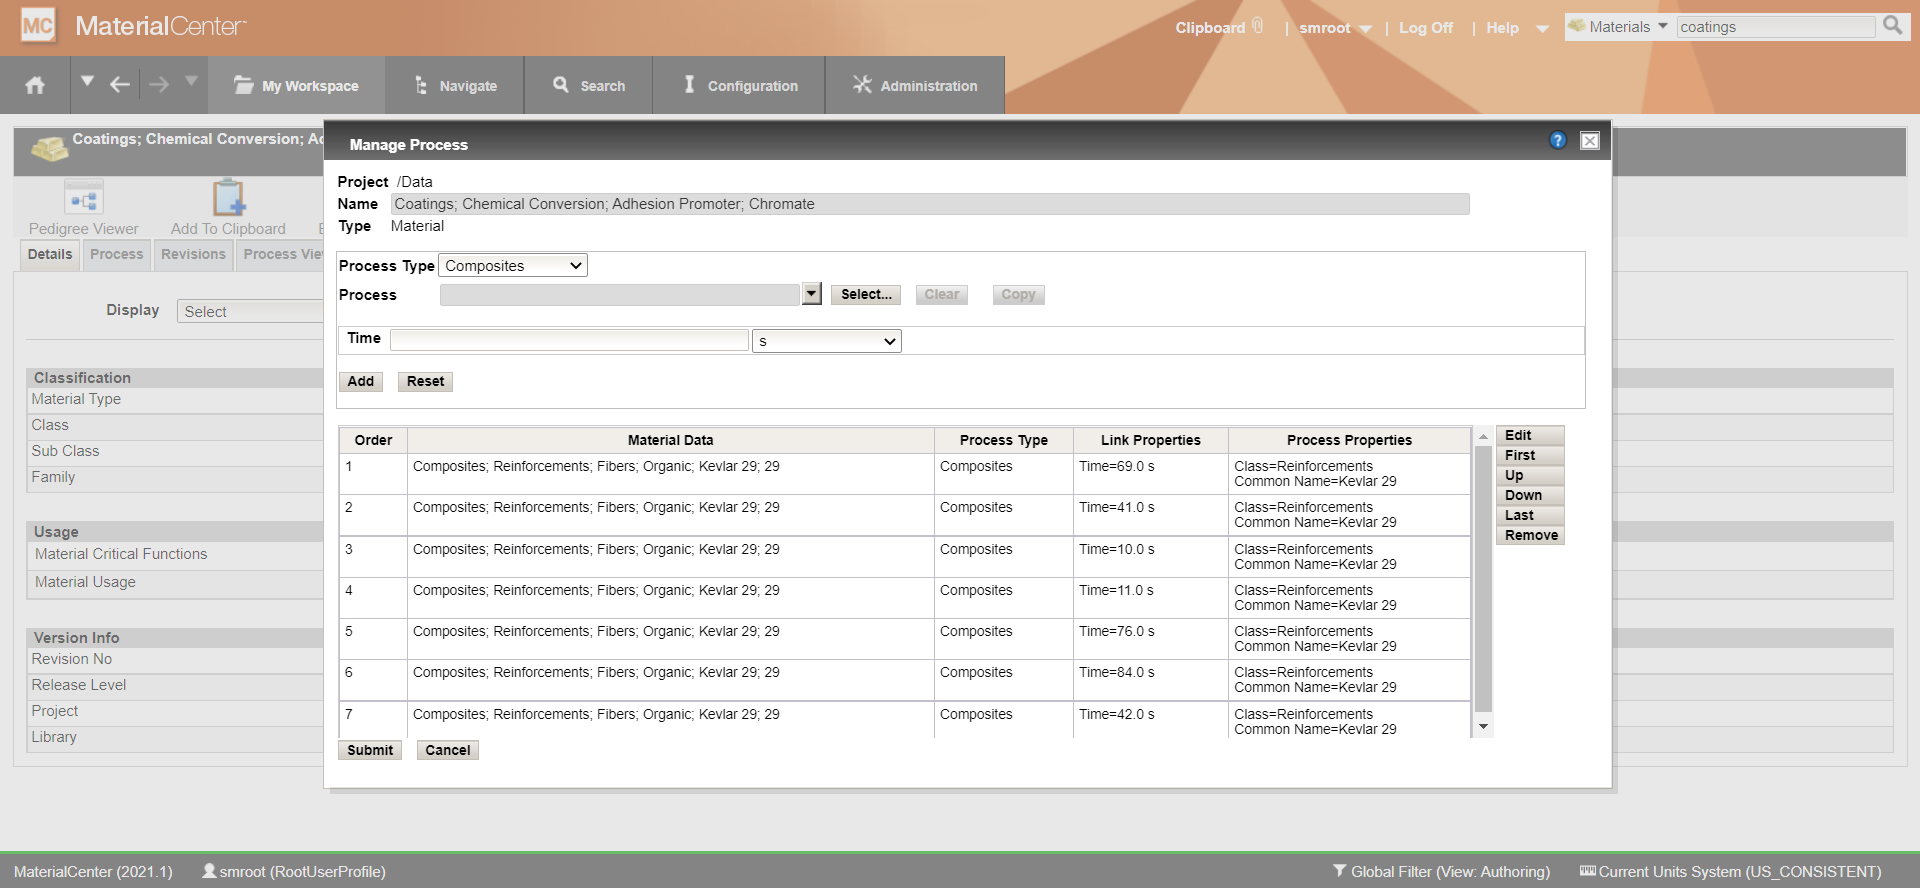 MC MaterialCenter
Clipboard | smroot | Log Off | Help Materials coatings
My Workspace Navigate Search Configuration Administration
Coatings; Chemical Conversion;
Manage Process ?
Pedigree Viewer Add To Clipboard
Details Process Revisions Process
Display Select
Classification
Material Type
Class
Sub Class
Family
Usage
Material Critical Functions
Material Usage
Version Info
Revision No
Release Level
Project
Library
Project /Data
Name Coatings; Chemical Conversion; Adhesion Promoter; Chromate
Type Material
Process Type Composites
Process Select... Clear Copy
Time s
Add Reset
Order Material Data Process Type Link Properties Process Properties
1 Composites; Reinforcements; Fibers; Organic; Kevlar 29; 29 Composites Time=69.0 s Class=Reinforcements
Common Name=Kevlar 29
2 Composites; Reinforcements; Fibers; Organic; Kevlar 29; 29 Composites Time=41.0 s Class=Reinforcements
Common Name=Kevlar 29
3 Composites; Reinforcements; Fibers; Organic; Kevlar 29; 29 Composites Time=10.0 s Class=Reinforcements
Common Name=Kevlar 29
4 Composites; Reinforcements; Fibers; Organic; Kevlar 29; 29 Composites Time=11.0 s Class=Reinforcements
Common Name=Kevlar 29
5 Composites; Reinforcements; Fibers; Organic; Kevlar 29; 29 Composites Time=76.0 s Class=Reinforcements
Common Name=Kevlar 29
6 Composites; Reinforcements; Fibers; Organic; Kevlar 29; 29 Composites Time=84.0 s Class=Reinforcements
Common Name=Kevlar 29
7 Composites; Reinforcements; Fibers; Organic; Kevlar 29; 29 Composites Time=42.0 s Class=Reinforcements
Common Name=Kevlar 29
Edit
First
Up
Down
Last
Remove
Submit Cancel
MaterialCenter (2021.1) smroot (RootUserProfile) Global Filter (View: Authoring) Current Units System (US_CONSISTENT)